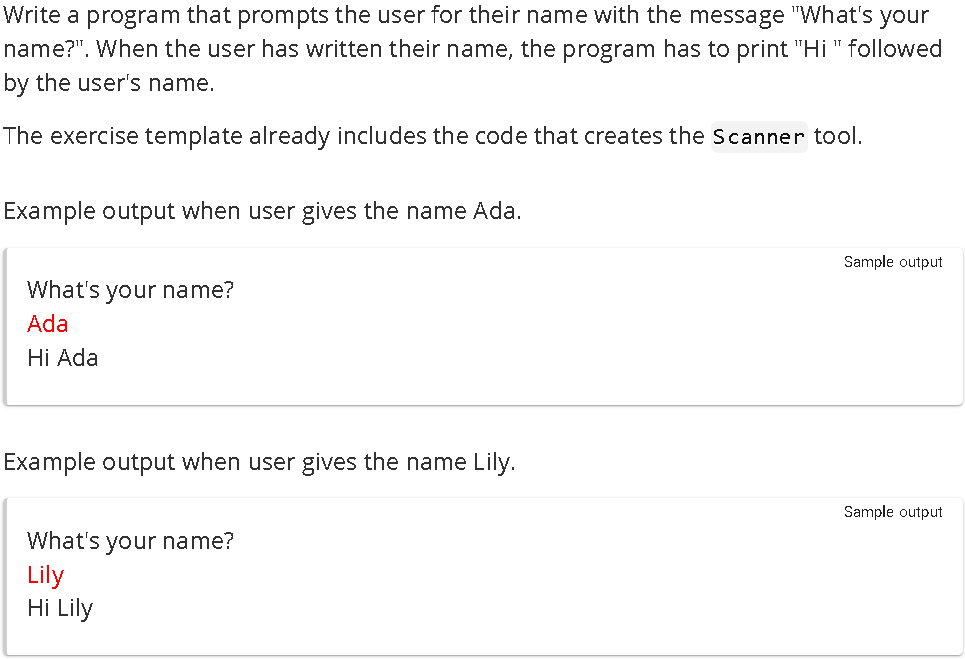 Write a program that prompts the user for their name with the message "What's your
name?". When the user has written their name, the program has to print "Hi " followed
by the user's name.
The exercise template already includes the code that creates the Scanner tool.
Example output when user gives the name Ada.
Sample output
What's your name?
Ada
Hi Ada
Example output when user gives the name Lily.
Sample output
What's your name?
Lily
Hi Lily